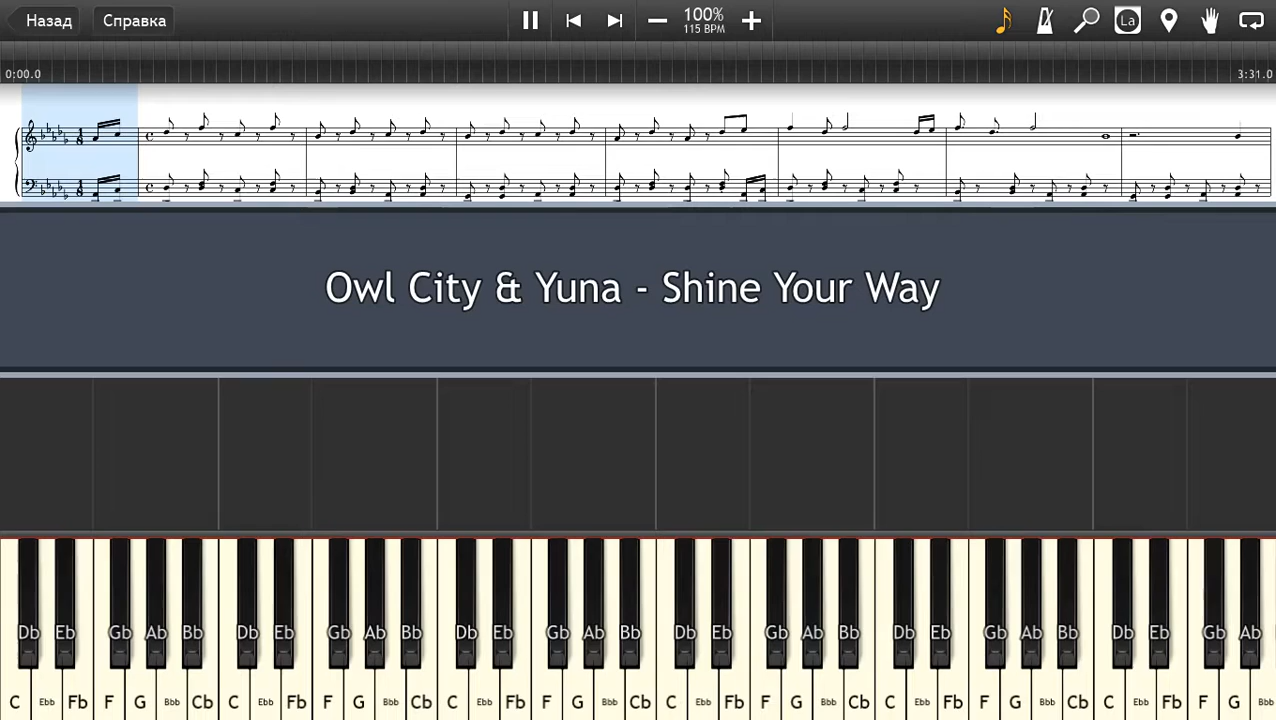 Назад Справка 100% La
115 BPM
0:00.0 3:31.0
Owl City & Yuna - Shine Your Way
Db Eb Gb Ab Bb Db Eb Gb Ab Bb Db Eb Gb Ab Bb Db Eb Gb Ab Bb Db Eb Gb Ab Bb Db Eb Gb Ab
C Ebb Fb F G Bbb Cb C Ebb Fb F G Bbb Cb C Ebb Fb F G Bbb Cb C Ebb Fb F G Bbb Cb C Ebb Fb F G Bbb Cb C Ebb Fb F G Bbb